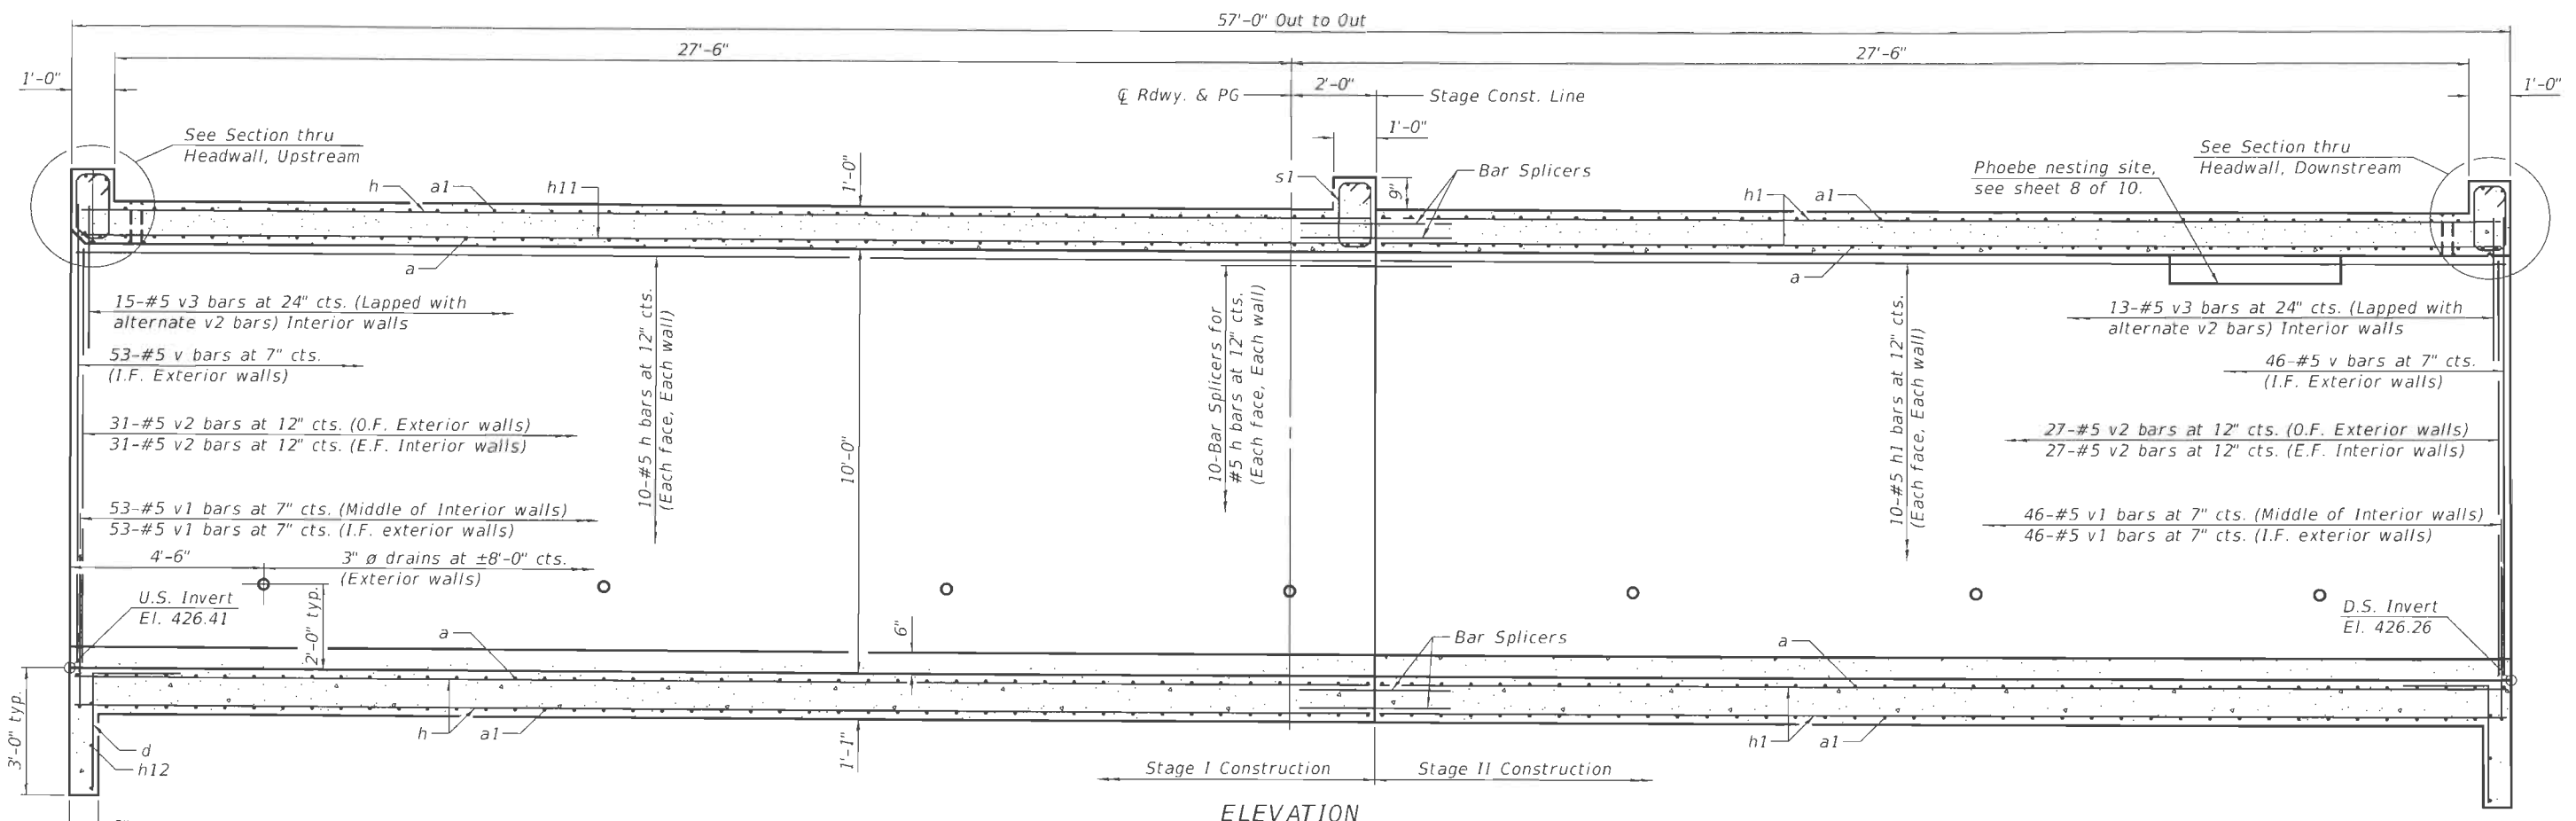 57'-0" Out to Out
27'-6"
27'-6"
1'-0"
℄ Rdwy. & PG
2'-0"
Stage Const. Line
1'-0"
1'-0"
See Section thru
Headwall, Upstream
h
a1
h11
1'-0"
s1
9"
Bar Splicers
h1
a1
Phoebe nesting site,
see sheet 8 of 10.
See Section thru
Headwall, Downstream
a
a
15-#5 v3 bars at 24" cts. (Lapped with
alternate v2 bars) Interior walls
53-#5 v bars at 7" cts.
(I.F. Exterior walls)
31-#5 v2 bars at 12" cts. (O.F. Exterior walls)
31-#5 v2 bars at 12" cts. (E.F. Interior walls)
53-#5 v1 bars at 7" cts. (Middle of Interior walls)
53-#5 v1 bars at 7" cts. (I.F. exterior walls)
10-#5 h bars at 12" cts.
(Each face, Each wall)
10'-0"
10-Bar Splicers for
#5 h bars at 12" cts.
(Each face, Each wall)
10-#5 h1 bars at 12" cts.
(Each face, Each wall)
13-#5 v3 bars at 24" cts. (Lapped with
alternate v2 bars) Interior walls
46-#5 v bars at 7" cts.
(I.F. Exterior walls)
27-#5 v2 bars at 12" cts. (O.F. Exterior walls)
27-#5 v2 bars at 12" cts. (E.F. Interior walls)
46-#5 v1 bars at 7" cts. (Middle of Interior walls)
46-#5 v1 bars at 7" cts. (I.F. exterior walls)
4'-6"
3" ø drains at ±8'-0" cts.
(Exterior walls)
U.S. Invert
El. 426.41
2'-0" typ.
a
6"
Bar Splicers
a
D.S. Invert
El. 426.26
3'-0" typ.
d
h12
h
a1
1'-1"
h1
a1
Stage I Construction
Stage II Construction
ELEVATION